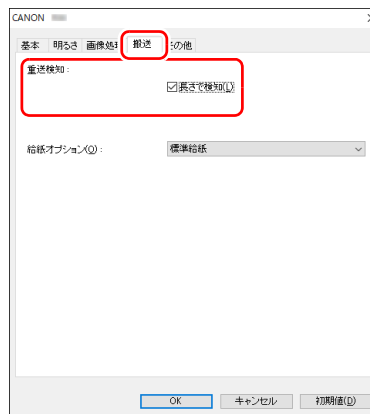 CANON
基本 明るさ 画像処理 搬送 その他
重送検知:
長さで検知(L)
給紙オプション(O): 標準給紙
OK キャンセル 初期値(D)